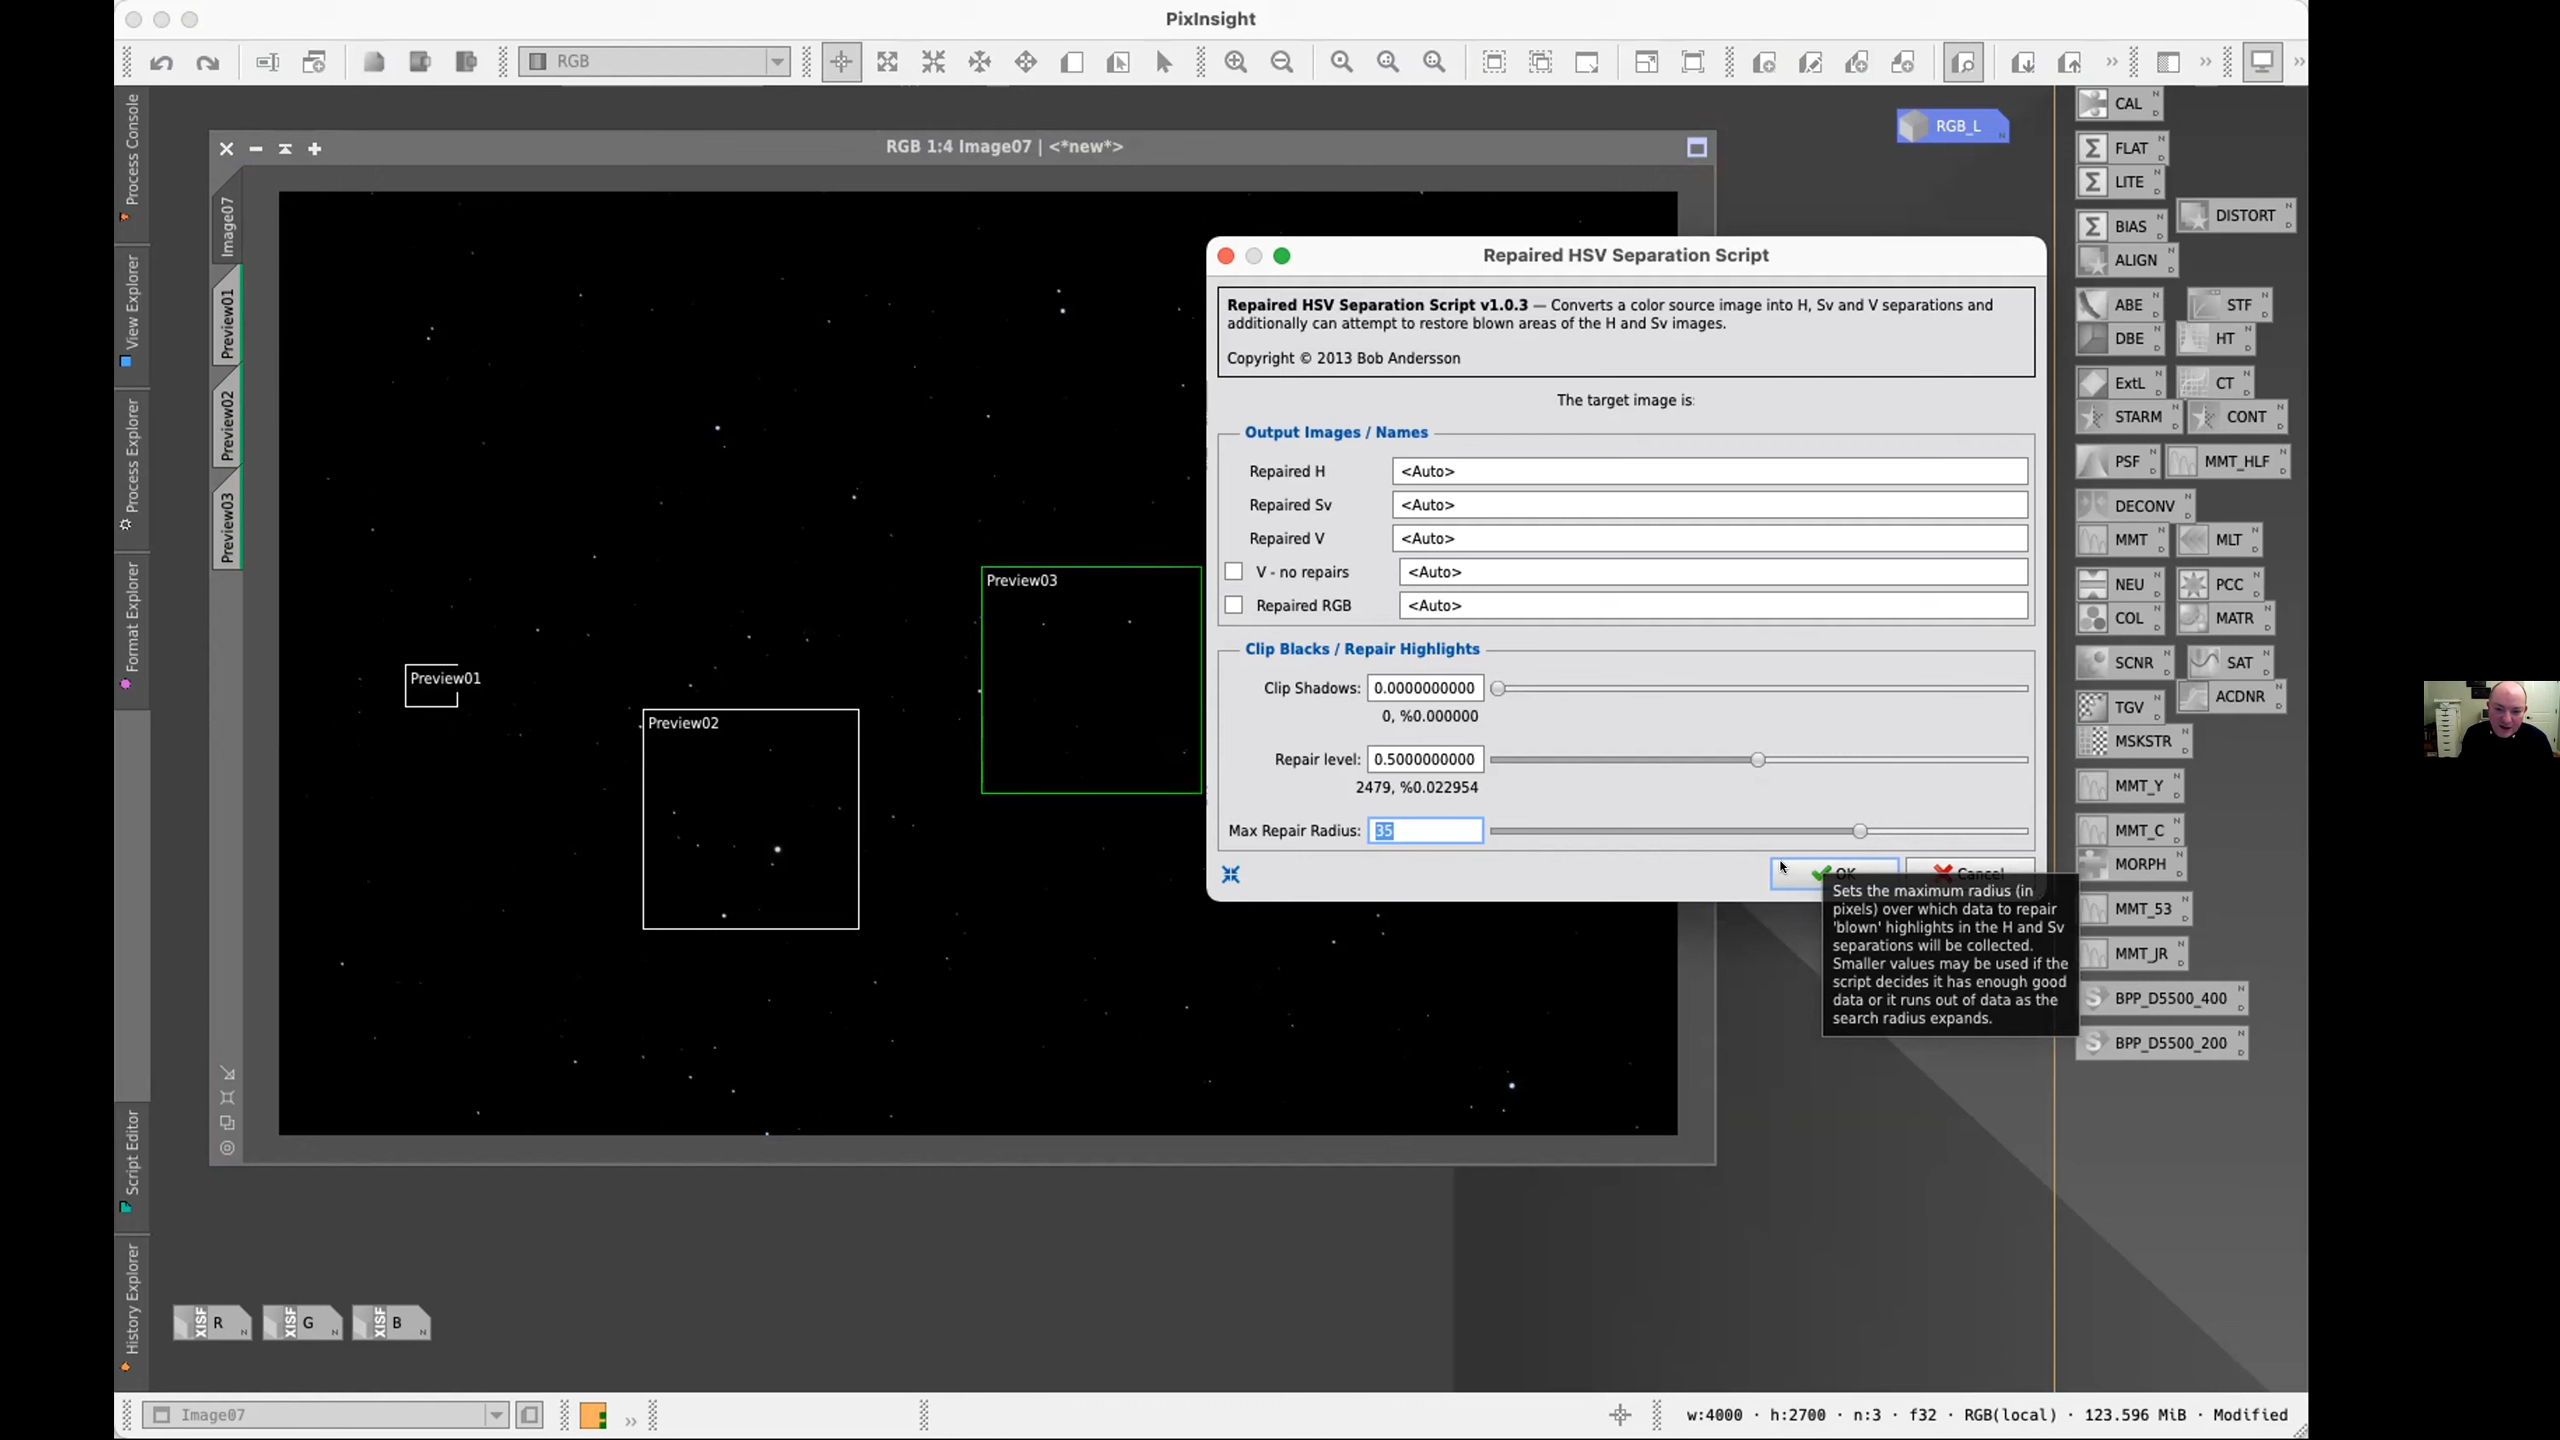 PixInsight
RGB
Process Console
View Explorer
Process Explorer
Format Explorer
Script Editor
History Explorer
RGB 1:4 Image07 | <*new*>
Image07
Preview01
Preview02
Preview03
Preview01
Preview02
Preview03
RGB_L
N
Repaired HSV Separation Script
Repaired HSV Separation Script v1.0.3 — Converts a color source image into H, Sv and V separations and
additionally can attempt to restore blown areas of the H and Sv images.
Copyright © 2013 Bob Andersson
The target image is:
Output Images / Names
Repaired H <Auto>
Repaired Sv <Auto>
Repaired V <Auto>
V - no repairs <Auto>
Repaired RGB <Auto>
Clip Blacks / Repair Highlights
Clip Shadows: 0.0000000000
0, %0.000000
Repair level: 0.5000000000
2479, %0.022954
Max Repair Radius: 35
OK Cancel
Sets the maximum radius (in
pixels) over which data to repair
'blown' highlights in the H and Sv
separations will be collected.
Smaller values may be used if the
script decides it has enough good
data or it runs out of data as the
search radius expands.
CAL
FLAT
LITE
DISTORT
BIAS
ALIGN
ABE STF
DBE HT
ExtL CT
STARM CONT
PSF MMT_HLF
DECONV
MMT MLT
NEU PCC
COL MATR
SCNR SAT
ACDNR
TGV
MSKSTR
MMT_Y
MMT_C
MORPH
MMT_53
MMT_JR
BPP_D5500_400
BPP_D5500_200
XISF R XISF G XISF B
Image07
w:4000 · h:2700 · n:3 · f32 · RGB(local) · 123.596 MiB · Modified